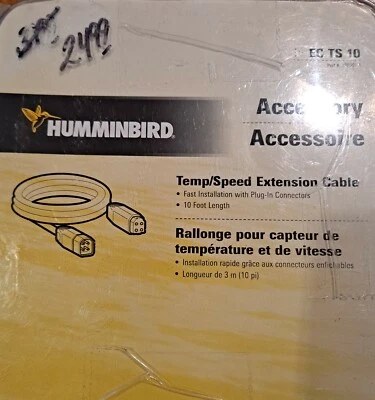 2499
EC TS 10
HUMMINBIRD®
Accessory
Accessoire
Temp/Speed Extension Cable
• Fast Installation with Plug-In Connectors
• 10 Foot Length
Rallonge pour capteur de
température et de vitesse
• Installation rapide grâce aux connecteurs enfichables
• Longueur de 3 m (10 pi)